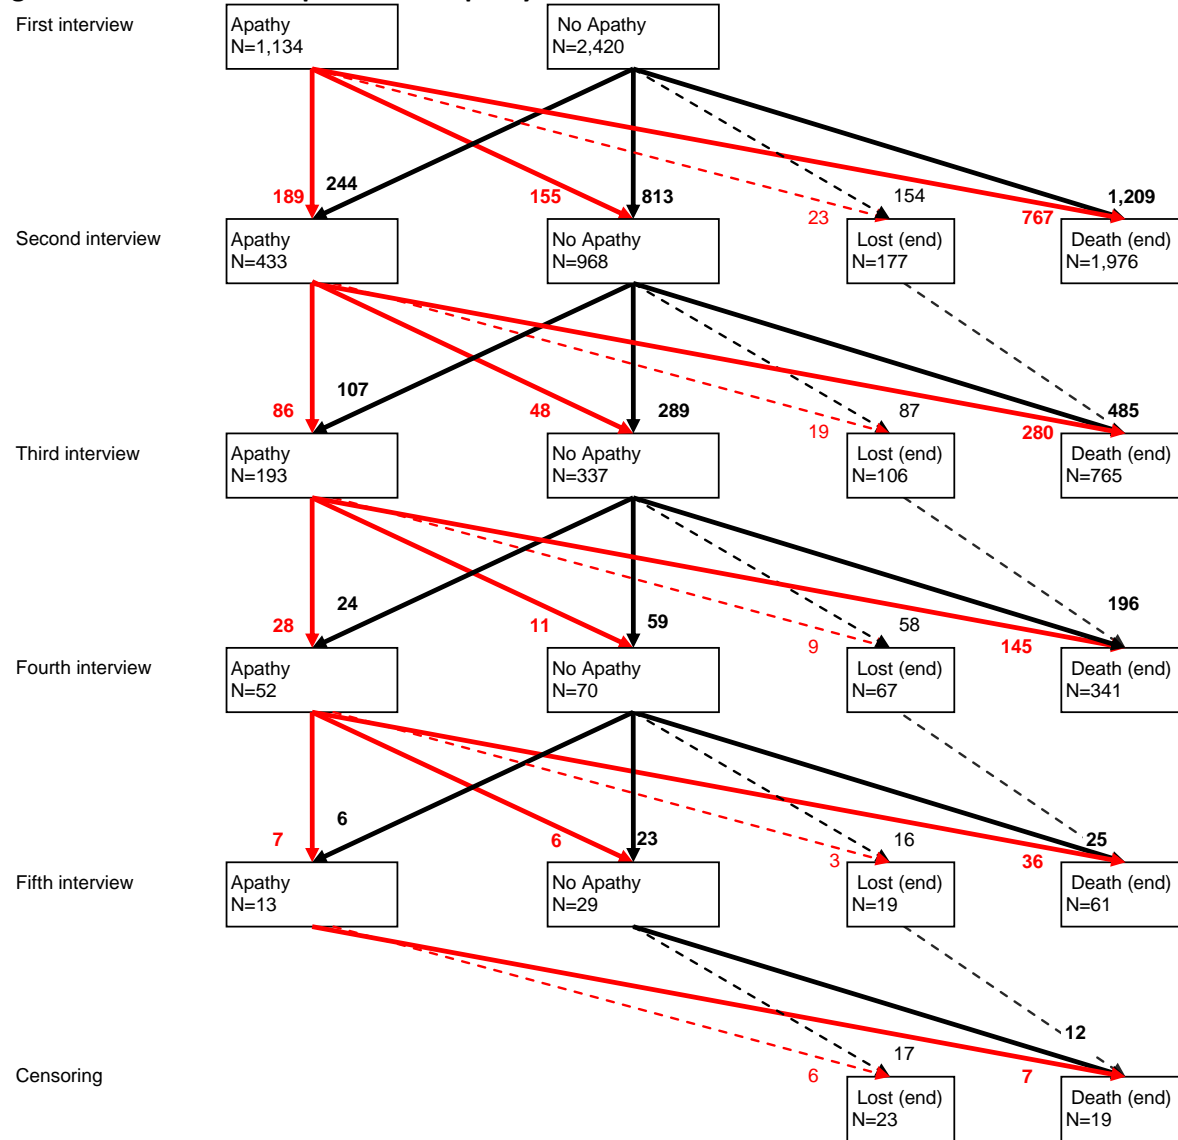 First interview
Apathy
N=1,134
No Apathy
N=2,420
189
244
155
813
23
154
767
1,209
Second interview
Apathy
N=433
No Apathy
N=968
Lost (end)
N=177
Death (end)
N=1,976
86
107
48
289
19
87
280
485
Third interview
Apathy
N=193
No Apathy
N=337
Lost (end)
N=106
Death (end)
N=765
28
24
11
59
9
58
145
196
Fourth interview
Apathy
N=52
No Apathy
N=70
Lost (end)
N=67
Death (end)
N=341
7
6
6
23
3
16
36
25
Fifth interview
Apathy
N=13
No Apathy
N=29
Lost (end)
N=19
Death (end)
N=61
6
17
7
12
Censoring
Lost (end)
N=23
Death (end)
N=19